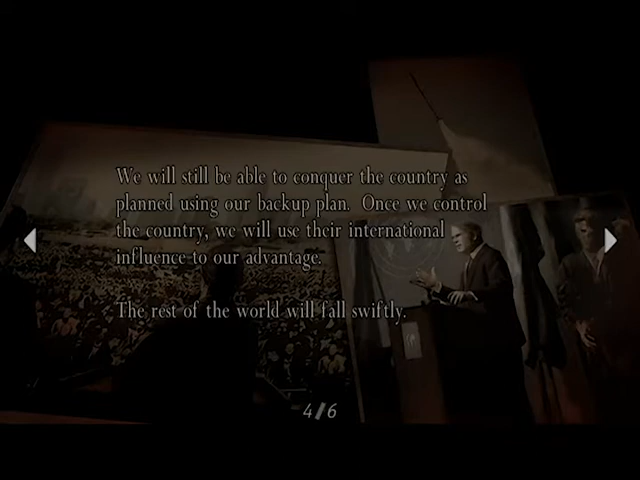 We will still be able to conquer the country as
planned using our backup plan. Once we control
the country, we will use their international
influence to our advantage.
The rest of the world will fall swiftly.
4/6